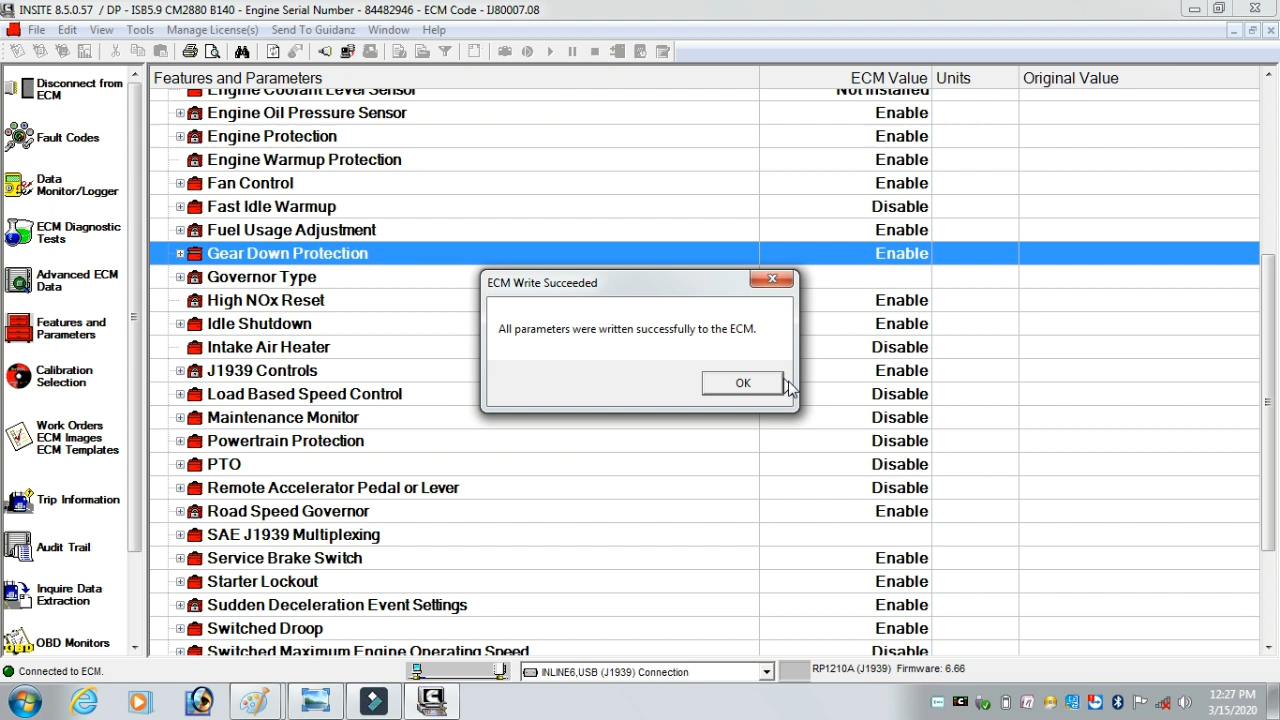 INSITE 8.5.0.57 / DP - ISB5.9 CM2880 B140 - Engine Serial Number - 84482946 - ECM Code - IJ80007.08
File Edit View Tools Manage License(s) Send To Guidanz Window Help
Disconnect from
ECM
Fault Codes
Data
Monitor/Logger
ECM Diagnostic
Tests
Advanced ECM
Data
Features and
Parameters
Calibration
Selection
Work Orders
ECM Images
ECM Templates
Trip Information
Audit Trail
Inquire Data
Extraction
OBD Monitors
Features and Parameters ECM Value Units Original Value
Engine Coolant Level Sensor Not Installed
Engine Oil Pressure Sensor Enable
Engine Protection Enable
Engine Warmup Protection Enable
Fan Control Enable
Fast Idle Warmup Disable
Fuel Usage Adjustment Enable
Gear Down Protection Enable
Governor Type
High NOx Reset Enable
Idle Shutdown Enable
Intake Air Heater Disable
J1939 Controls Enable
Load Based Speed Control Disable
Maintenance Monitor Disable
Powertrain Protection Disable
PTO Disable
Remote Accelerator Pedal or Lever Disable
Road Speed Governor Enable
SAE J1939 Multiplexing
Service Brake Switch Enable
Starter Lockout Enable
Sudden Deceleration Event Settings Enable
Switched Droop Enable
Switched Maximum Engine Operating Speed Disable
ECM Write Succeeded
All parameters were written successfully to the ECM.
OK
Connected to ECM.
INLINE6,USB (J1939) Connection
RP1210A (J1939) Firmware: 6.66
12:27 PM
3/15/2020